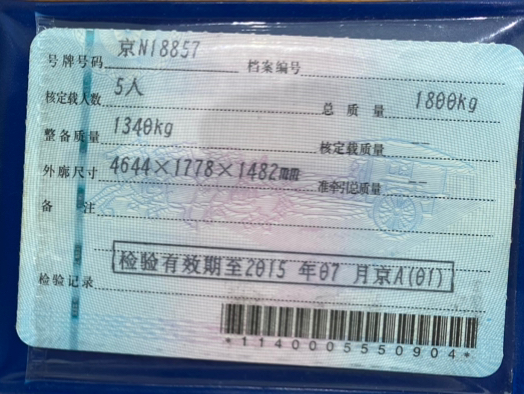 号牌号码 京N18857 档案编号
核定载人数 5人 总质量 1800kg
整备质量 1340kg 核定载质量 --
外廓尺寸 4644×1778×1482mm 准牵引总质量 --
备注
检验记录 检验有效期至2015 年07 月京A(01)
*1140005550904*